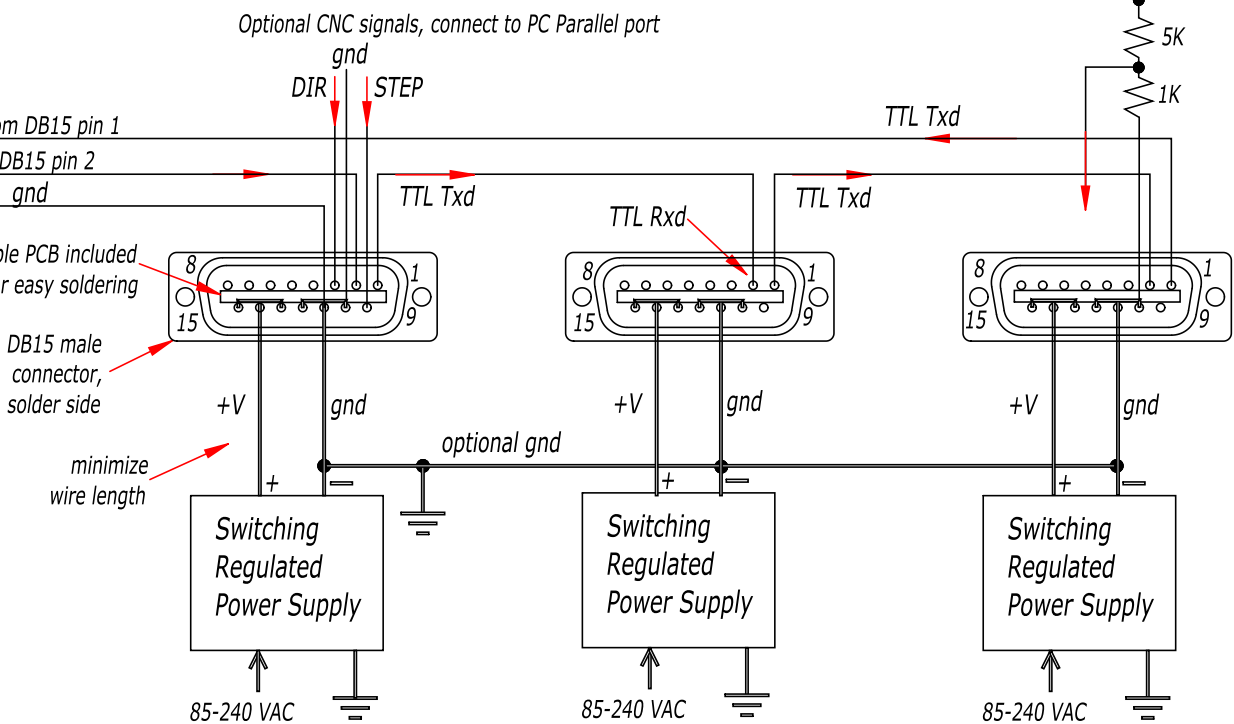 Optional CNC signals, connect to PC Parallel port
gnd
DIR
STEP
5K
1K
DB15 pin 1
TTL Txd
DB15 pin 2
gnd
TTL Txd
TTL Rxd
TTL Txd
PCB included
easy soldering
8
1
15
9
8
1
15
9
8
1
15
9
DB15 male
connector,
solder side
+V
gnd
+V
gnd
+V
gnd
optional gnd
minimize
wire length
+
—
+
—
+
—
Switching
Regulated
Power Supply
Switching
Regulated
Power Supply
Switching
Regulated
Power Supply
85-240 VAC
85-240 VAC
85-240 VAC